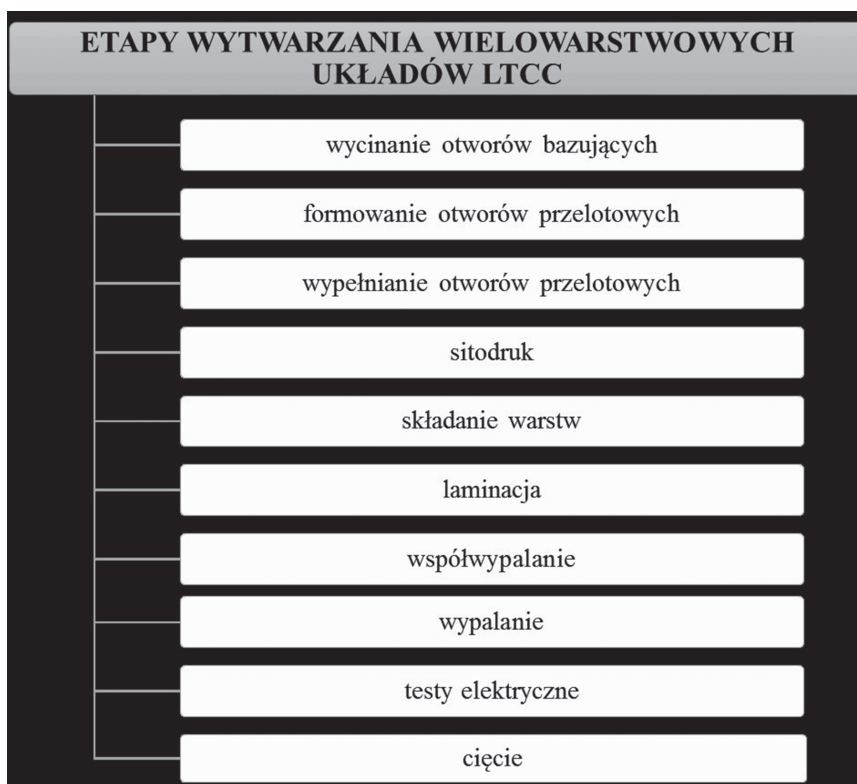 ETAPY WYTWARZANIA WIELOWARSTWOWYCH
UKŁADÓW LTCC
wycinanie otworów bazujących
formowanie otworów przelotowych
wypełnianie otworów przelotowych
sitodruk
składanie warstw
laminacja
współwypalanie
wypalanie
testy elektryczne
cięcie